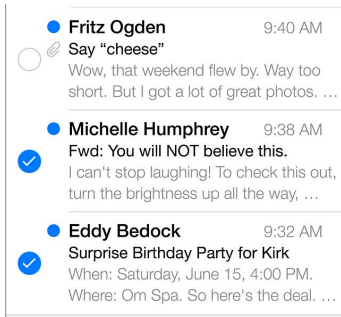 Fritz Ogden 9:40 AM
Say “cheese”
Wow, that weekend flew by. Way too
short. But I got a lot of great photos. …
Michelle Humphrey 9:38 AM
Fwd: You will NOT believe this.
I can't stop laughing! To check this out,
turn the brightness up all the way, …
Eddy Bedock 9:32 AM
Surprise Birthday Party for Kirk
When: Saturday, June 15, 4:00 PM.
Where: Om Spa. So here's the deal. …